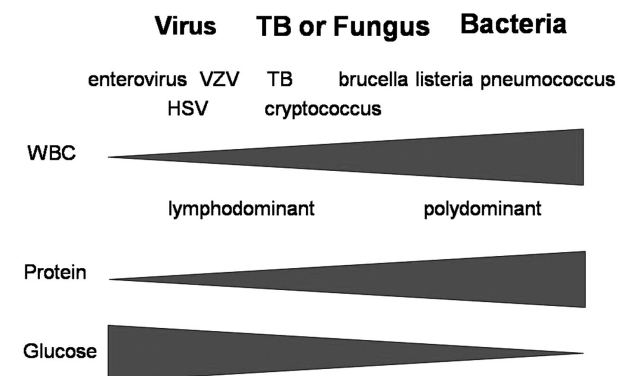 Virus TB or Fungus Bacteria
enterovirus VZV TB brucella listeria pneumococcus
HSV cryptococcus
WBC
lymphodominant polydominant
Protein
Glucose